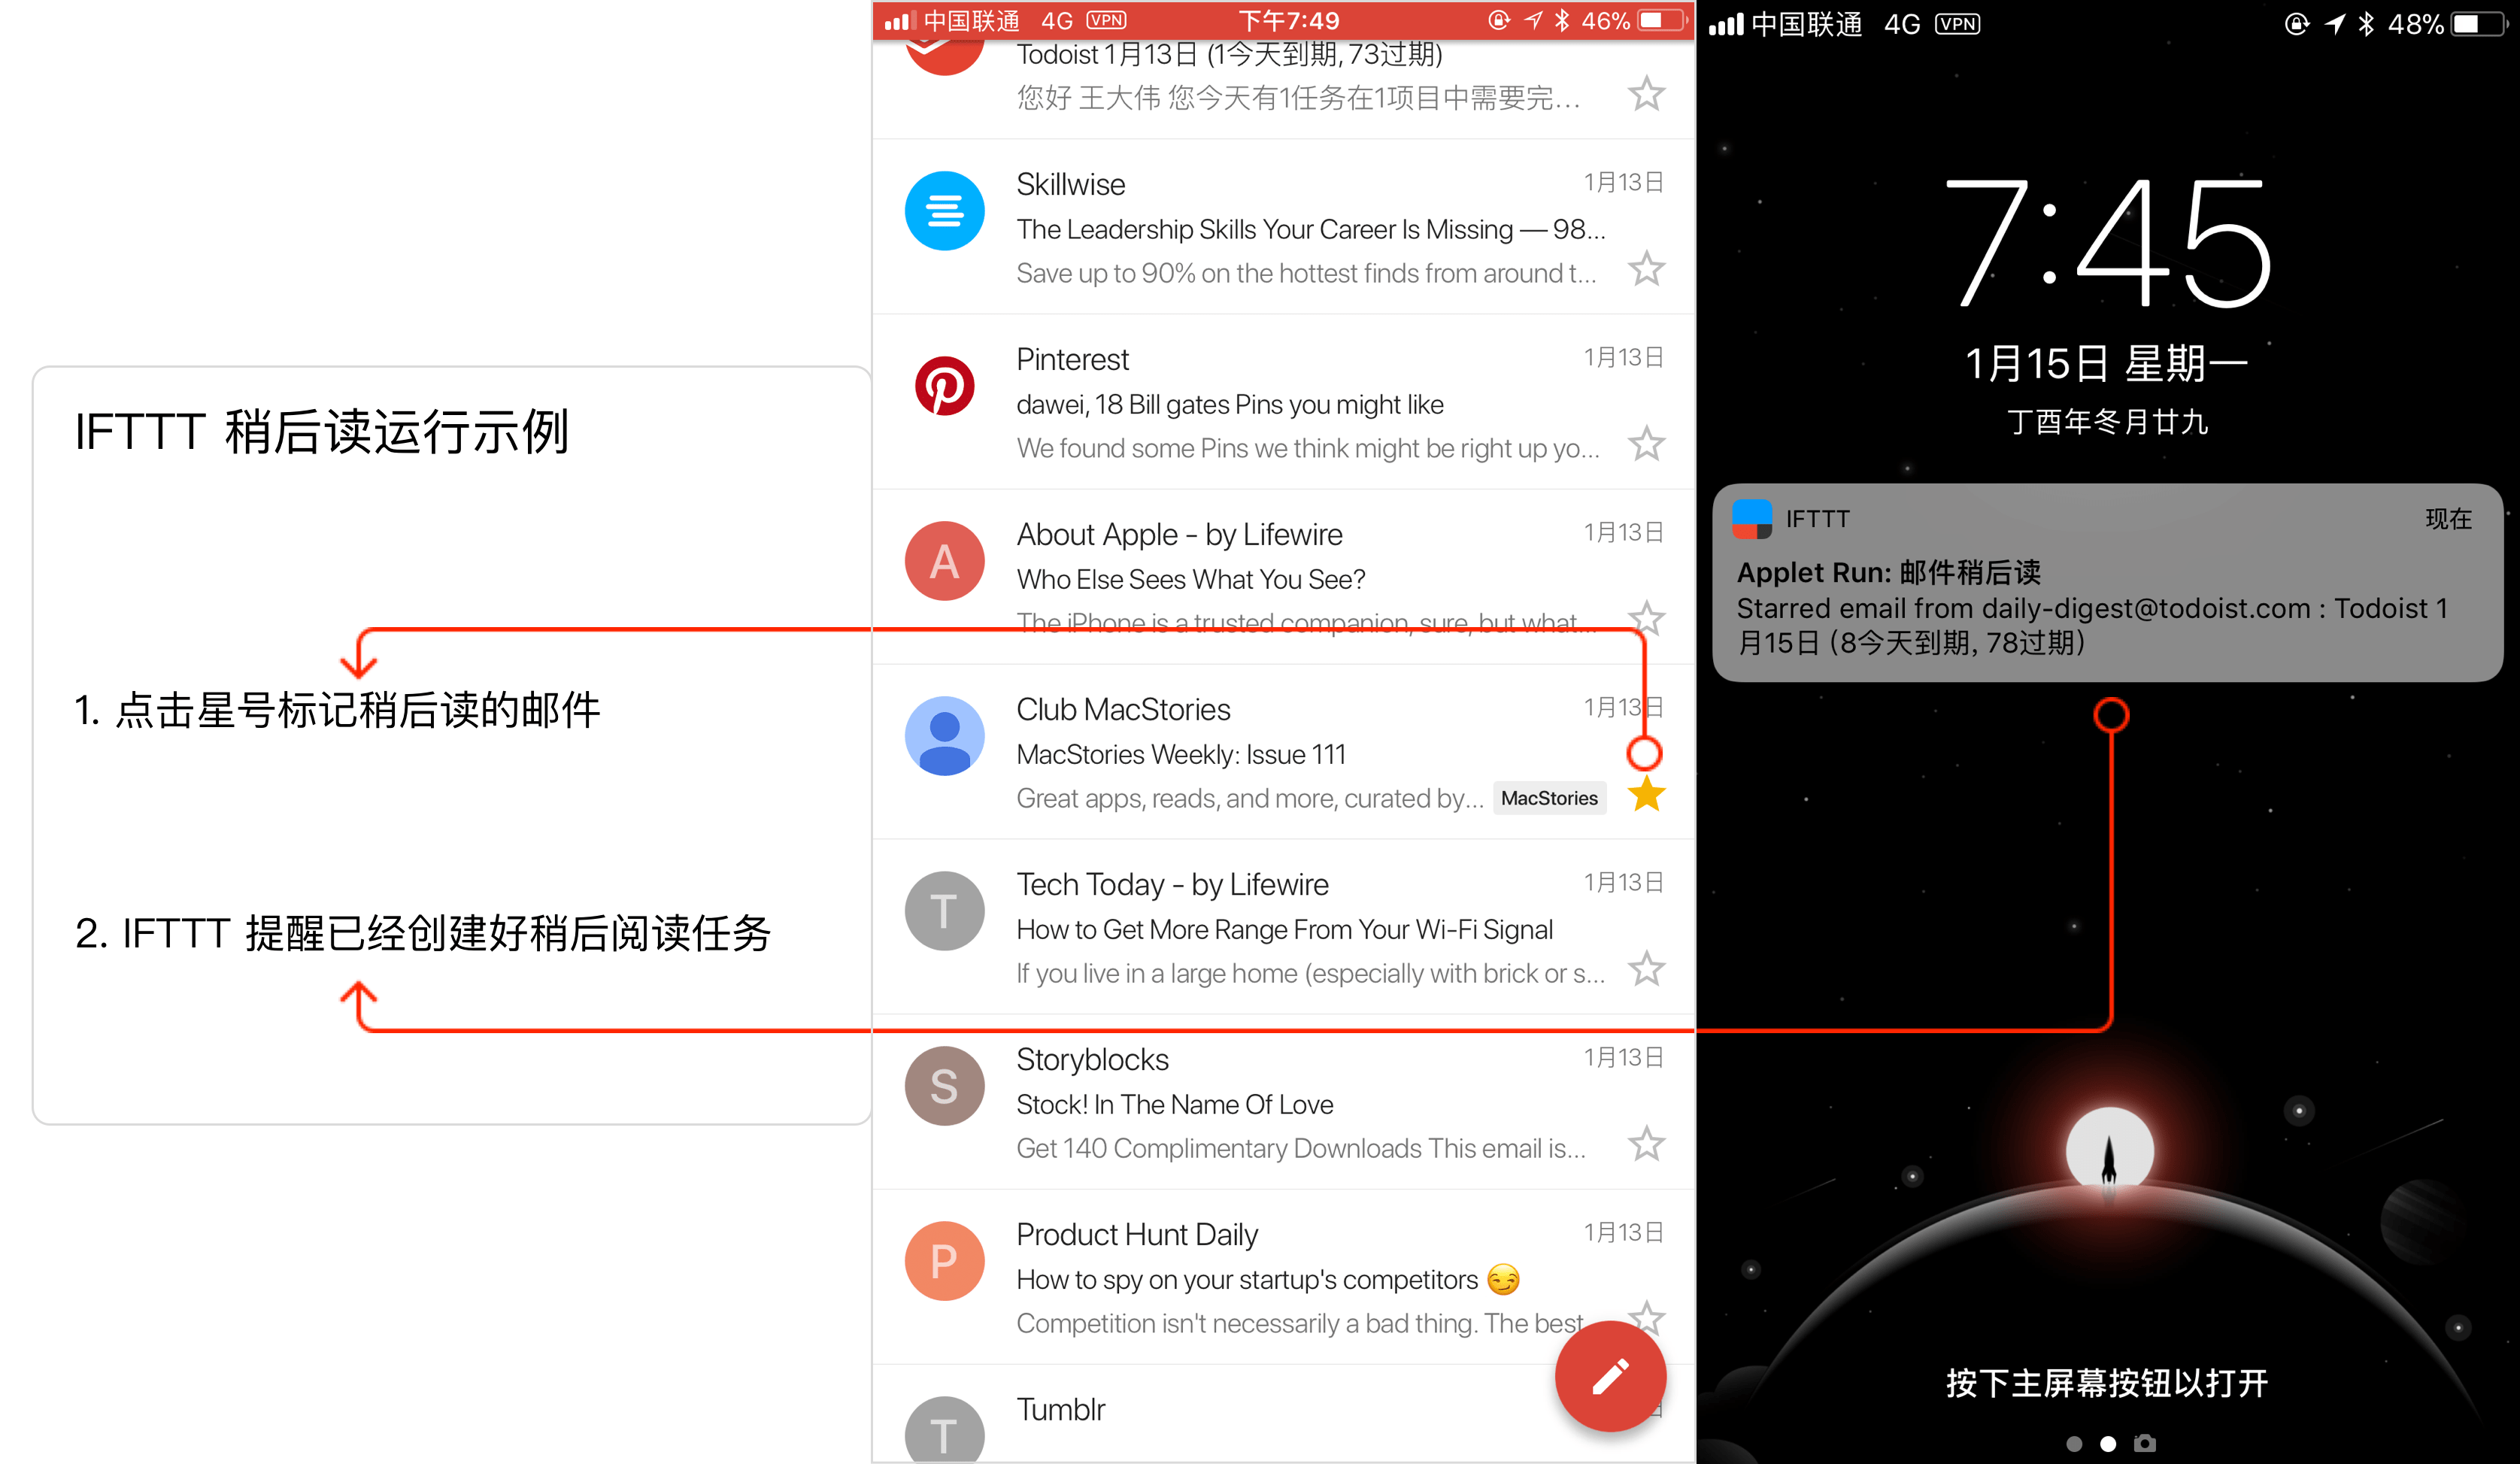 IFTTT 稍后读运行示例
1. 点击星号标记稍后读的邮件
2. IFTTT 提醒已经创建好稍后阅读任务
中国联通 4G VPN 下午7:49 46%
Todoist 1月13日 (1今天到期, 73过期)
您好 王大伟 您今天有1任务在1项目中需要完…
Skillwise 1月13日
The Leadership Skills Your Career Is Missing — 98...
Save up to 90% on the hottest finds from around t...
Pinterest 1月13日
dawei, 18 Bill gates Pins you might like
We found some Pins we think might be right up yo...
A
About Apple - by Lifewire 1月13日
Who Else Sees What You See?
The iPhone is a trusted companion, sure, but what...
Club MacStories 1月13日
MacStories Weekly: Issue 111
Great apps, reads, and more, curated by... MacStories
T
Tech Today - by Lifewire 1月13日
How to Get More Range From Your Wi-Fi Signal
If you live in a large home (especially with brick or s...
S
Storyblocks 1月13日
Stock! In The Name Of Love
Get 140 Complimentary Downloads This email is...
P
Product Hunt Daily 1月13日
How to spy on your startup's competitors 😏
Competition isn't necessarily a bad thing. The best
T
Tumblr
中国联通 4G VPN 48%
7:45
1月15日 星期一
丁酉年冬月廿九
IFTTT 现在
Applet Run: 邮件稍后读
Starred email from daily-digest@todoist.com : Todoist 1
月15日 (8今天到期, 78过期)
按下主屏幕按钮以打开